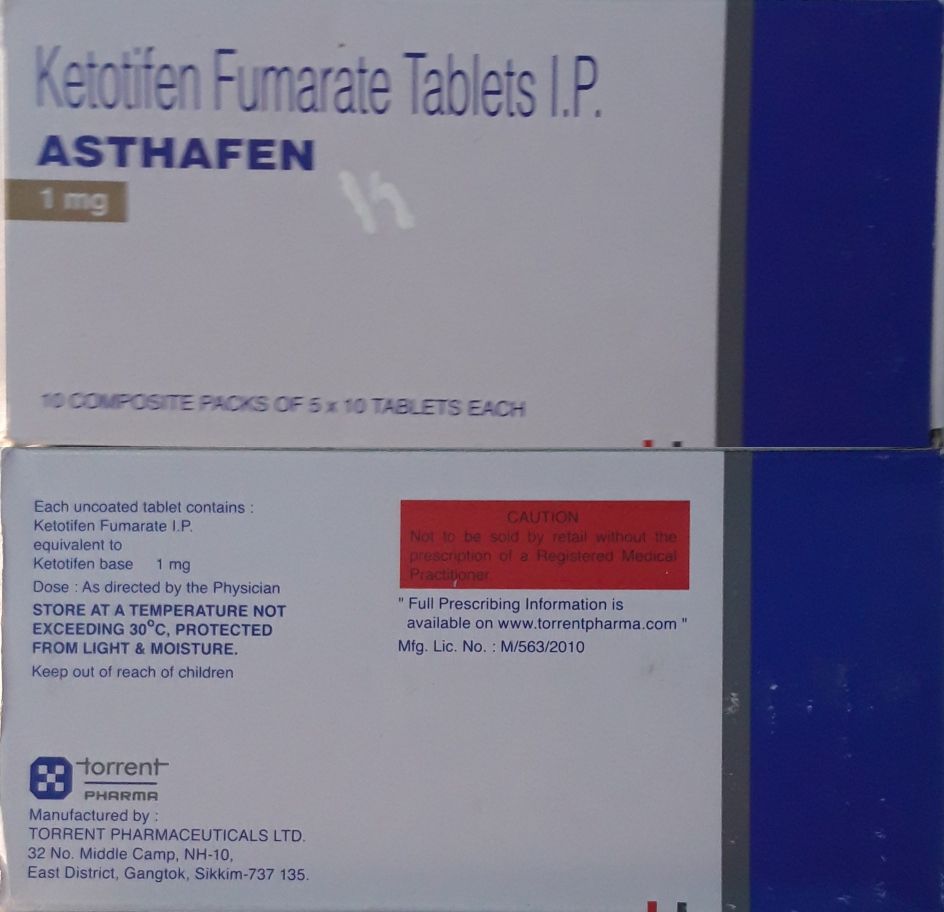 Ketotifen Fumarate Tablets I.P.
ASTHAFEN
1 mg
10 COMPOSITE PACKS OF 5 x 10 TABLETS EACH
Each uncoated tablet contains :
Ketotifen Fumarate I.P.
equivalent to
Ketotifen base 1 mg
Dose : As directed by the Physician
STORE AT A TEMPERATURE NOT
EXCEEDING 30°C, PROTECTED
FROM LIGHT & MOISTURE.
Keep out of reach of children
CAUTION
Not to be sold by retail without the
prescription of a Registered Medical
Practitioner.
" Full Prescribing Information is
available on www.torrentpharma.com "
Mfg. Lic. No. : M/563/2010
torrent
PHARMA
Manufactured by :
TORRENT PHARMACEUTICALS LTD.
32 No. Middle Camp, NH-10,
East District, Gangtok, Sikkim-737 135.